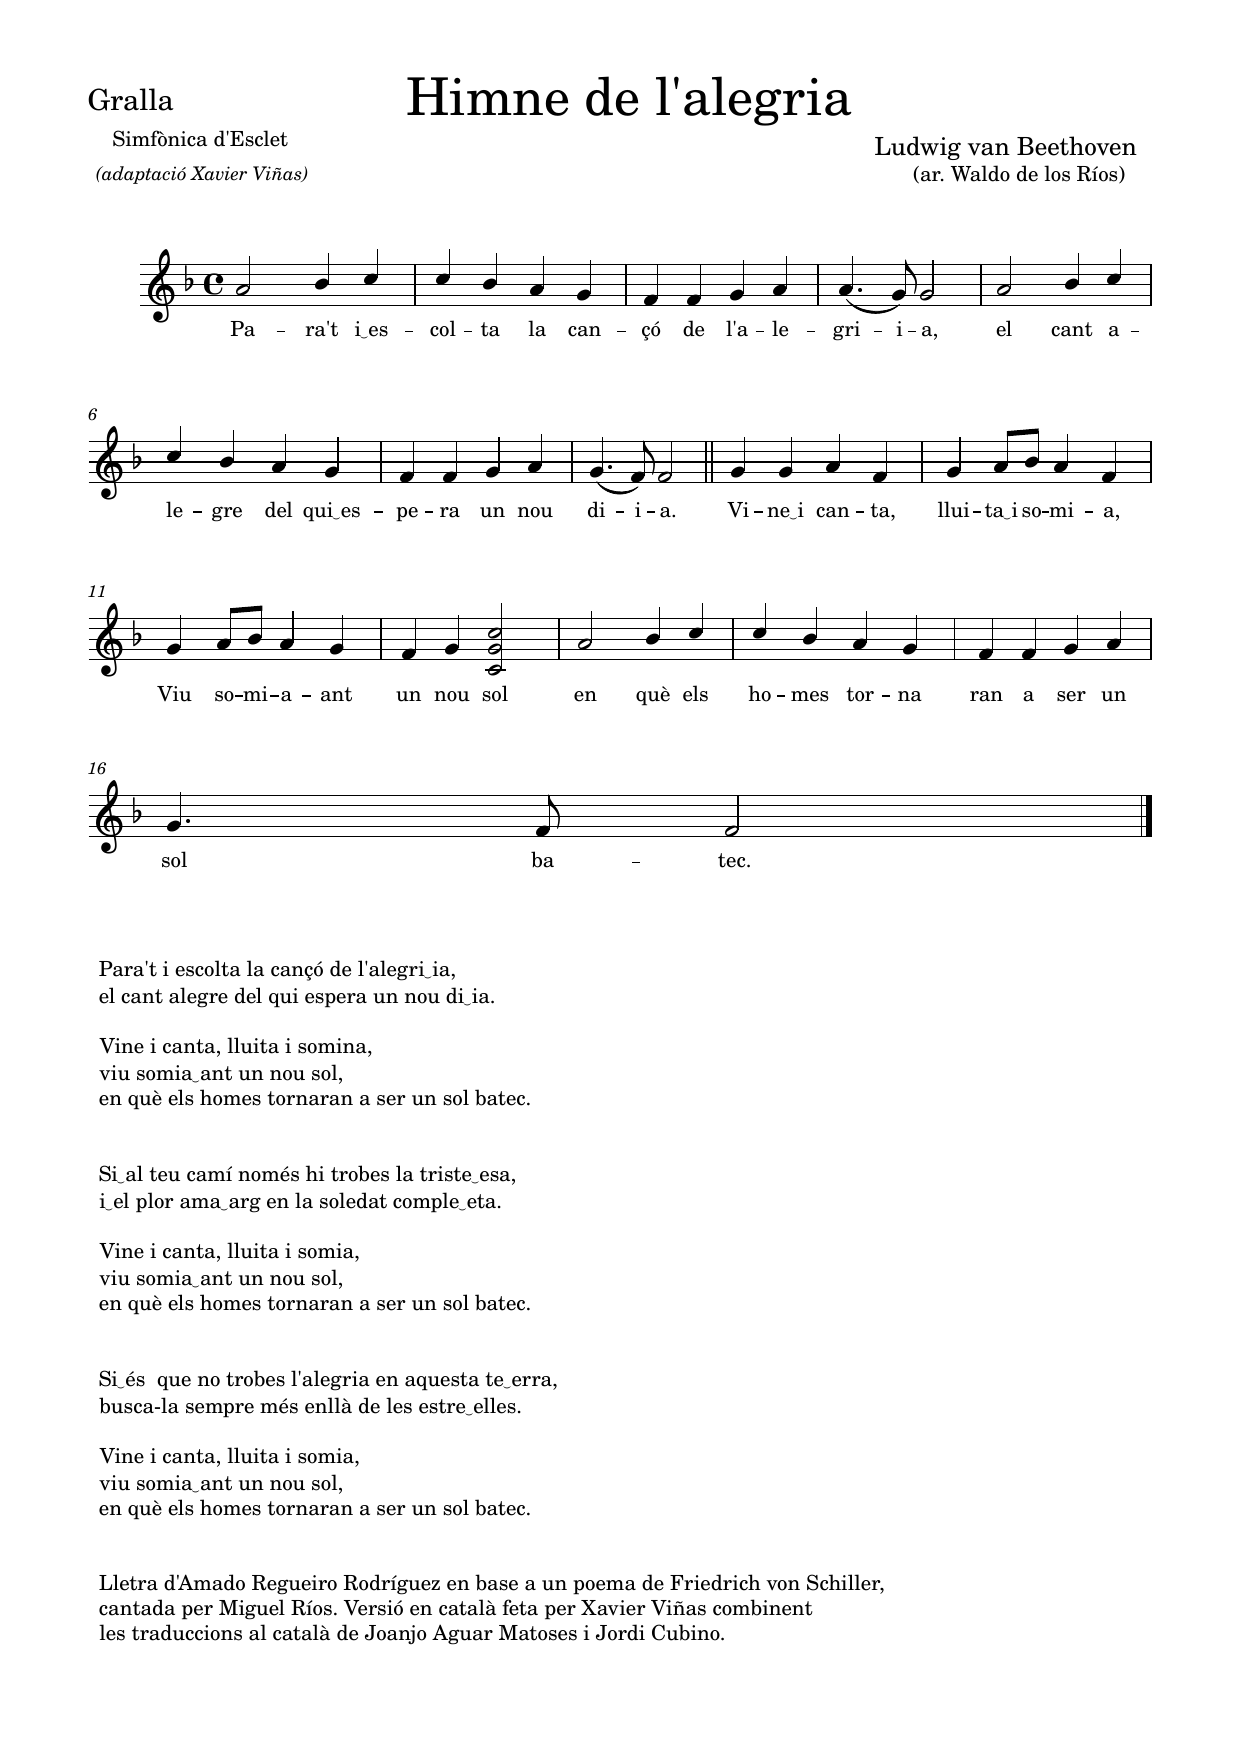 Himne de l'alegria
Gralla
Simfònica d'Esclet
(adaptació Xavier Viñas)
Ludwig van Beethoven
(ar. Waldo de los Ríos)
Pa – ra't i‿es – col – ta la can – çó de l'a – le – gri – i – a, el cant a –
6
le – gre del qui‿es – pe – ra un nou di – i – a. Vi – ne‿i can – ta, llui – ta‿i so – mi – a,
11
Viu so – mi – a – ant un nou sol en què els ho – mes tor – na ran a ser un
16
sol ba – tec.
Para't i escolta la cançó de l'alegri‿ia,
el cant alegre del qui espera un nou di‿ia.
Vine i canta, lluita i somina,
viu somia‿ant un nou sol,
en què els homes tornaran a ser un sol batec.
Si‿al teu camí només hi trobes la triste‿esa,
i‿el plor ama‿arg en la soledat comple‿eta.
Vine i canta, lluita i somia,
viu somia‿ant un nou sol,
en què els homes tornaran a ser un sol batec.
Si‿és que no trobes l'alegria en aquesta te‿erra,
busca-la sempre més enllà de les estre‿elles.
Vine i canta, lluita i somia,
viu somia‿ant un nou sol,
en què els homes tornaran a ser un sol batec.
Lletra d'Amado Regueiro Rodríguez en base a un poema de Friedrich von Schiller,
cantada per Miguel Ríos. Versió en català feta per Xavier Viñas combinent
les traduccions al català de Joanjo Aguar Matoses i Jordi Cubino.